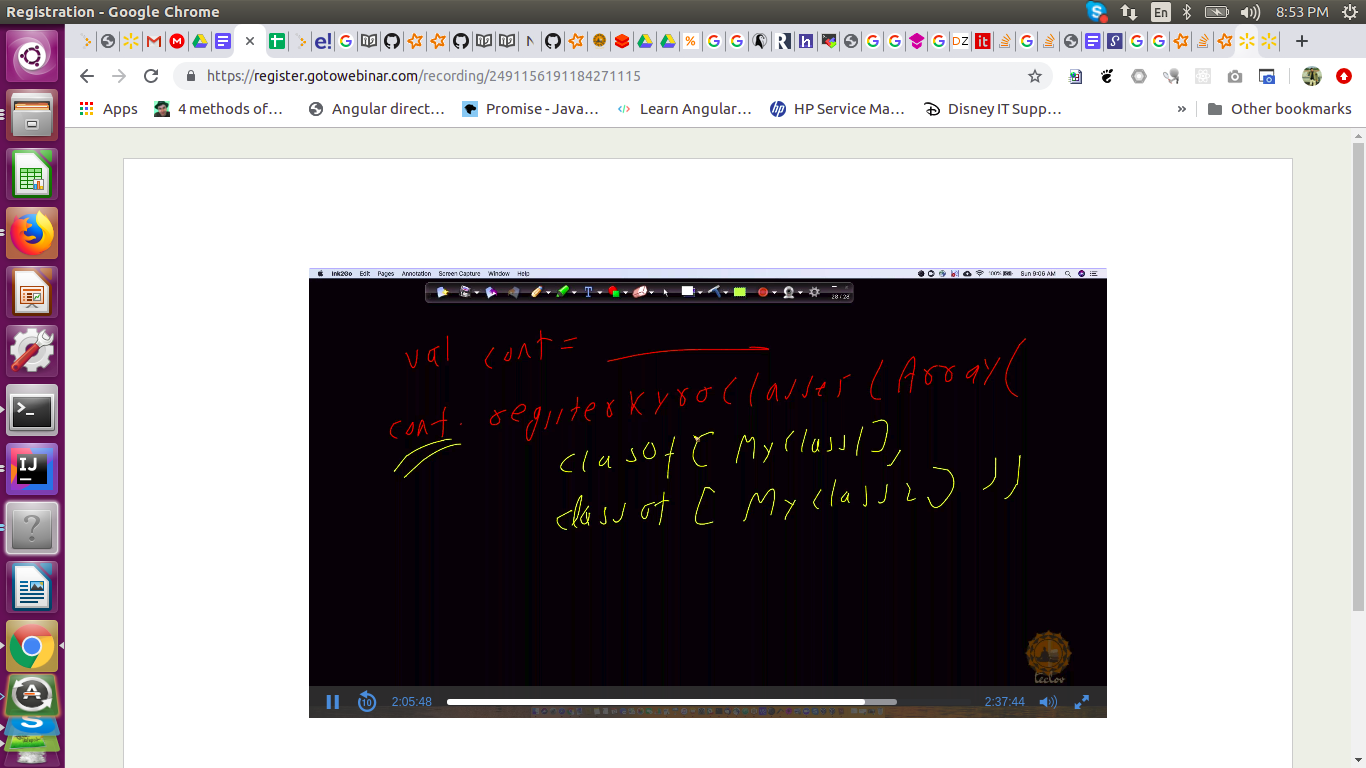 Registration - Google Chrome
En
8:53 PM
https://register.gotowebinar.com/recording/2491156191184271115
Apps
4 methods of...
Angular direct...
Promise - Java...
Learn Angular...
HP Service Ma...
Disney IT Supp...
»
Other bookmarks
Ink2Go Edit Pages Annotation Screen Capture Window Help
100%
Sun 9:06 AM
28 / 28
val conf =
conf. registerKyroClasses (Array(
clasOf [ MyClass1],
classOf [ MyClass2] ))
10
2:05:48
2:37:44